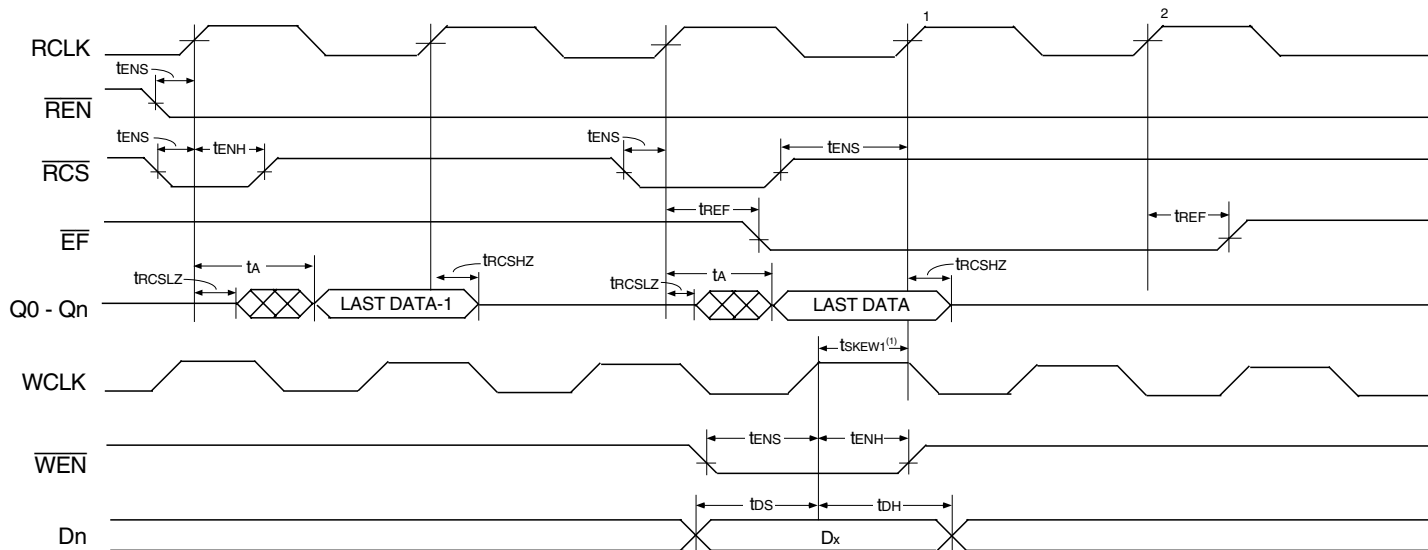 1 2
RCLK
tENS
REN
tENS tENH tENS tENS
RCS
tREF tREF
EF
tRCSLZ tA tRCSHZ tRCSLZ tA tRCSHZ
Q0 - Qn LAST DATA-1 LAST DATA
tSKEW1(1)
WCLK
tENS tENH
WEN
tDS tDH
Dn Dx